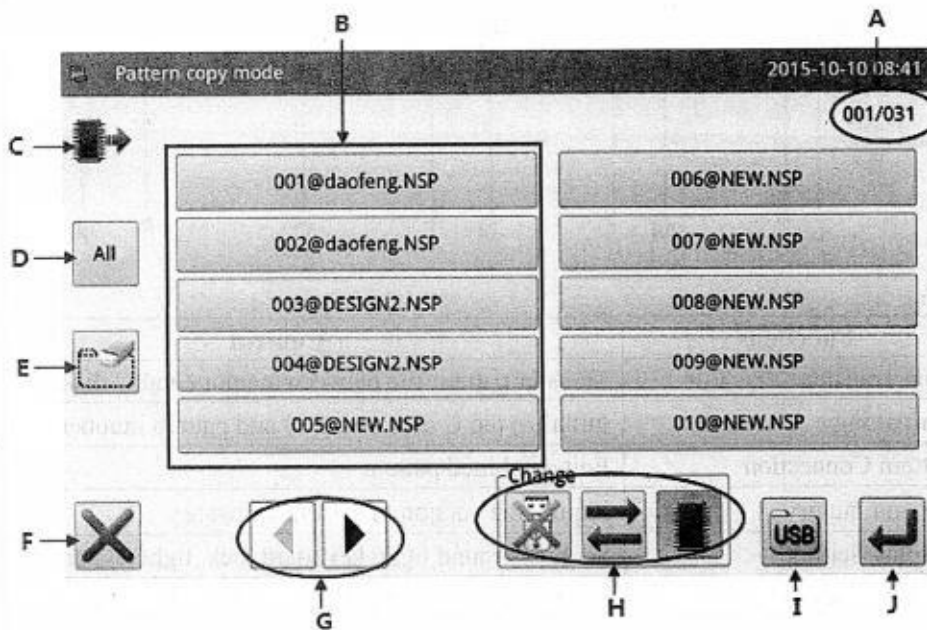 B
A
Pattern copy mode
2015-10-10 08:41
001/031
C
001@daofeng.NSP
006@NEW.NSP
D
All
002@daofeng.NSP
007@NEW.NSP
003@DESIGN2.NSP
008@NEW.NSP
E
004@DESIGN2.NSP
009@NEW.NSP
005@NEW.NSP
010@NEW.NSP
Change
F
USB
G
H
I
J